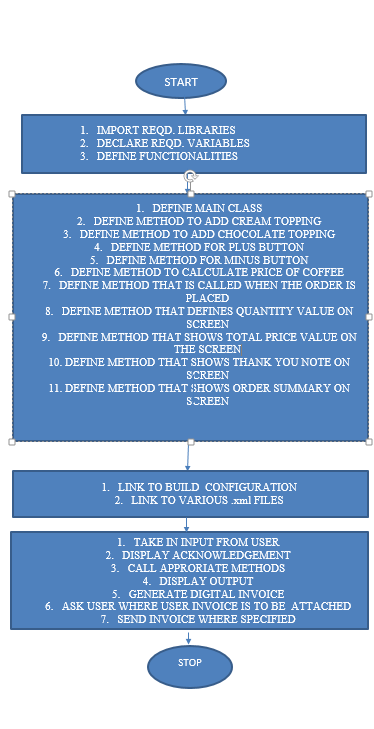 START
1. IMPORT REQD. LIBRARIES
2. DECLARE REQD. VARIABLES
3. DEFINE FUNCTIONALITIES
1. DEFINE MAIN CLASS
2. DEFINE METHOD TO ADD CREAM TOPPING
3. DEFINE METHOD TO ADD CHOCOLATE TOPPING
4. DEFINE METHOD FOR PLUS BUTTON
5. DEFINE METHOD FOR MINUS BUTTON
6. DEFINE METHOD TO CALCULATE PRICE OF COFFEE
7. DEFINE METHOD THAT IS CALLED WHEN THE ORDER IS
PLACED
8. DEFINE METHOD THAT DEFINES QUANTITY VALUE ON
SCREEN
9. DEFINE METHOD THAT SHOWS TOTAL PRICE VALUE ON
THE SCREEN
10. DEFINE METHOD THAT SHOWS THANK YOU NOTE ON
SCREEN
11. DEFINE METHOD THAT SHOWS ORDER SUMMARY ON
SCREEN
1. LINK TO BUILD CONFIGURATION
2. LINK TO VARIOUS .xml FILES
1. TAKE IN INPUT FROM USER
2. DISPLAY ACKNOWLEDGEMENT
3. CALL APPRORIATE METHODS
4. DISPLAY OUTPUT
5. GENERATE DIGITAL INVOICE
6. ASK USER WHERE USER INVOICE IS TO BE ATTACHED
7. SEND INVOICE WHERE SPECIFIED
STOP